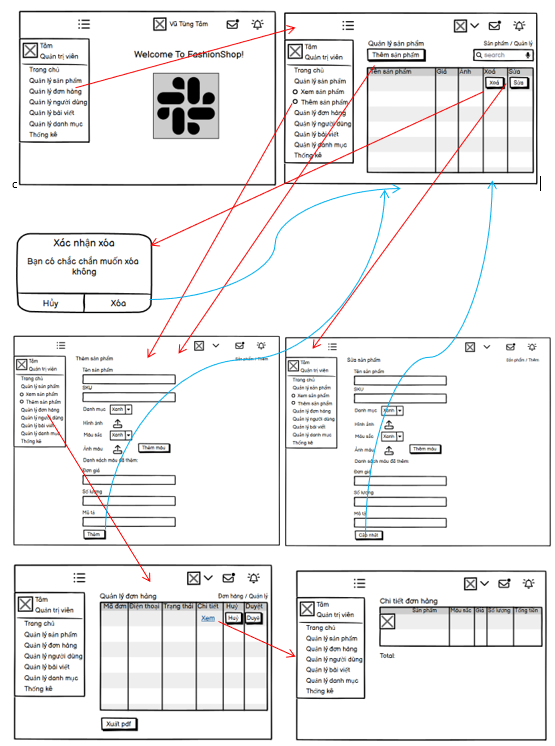 Vũ Tùng Tâm
Tâm
Quản trị viên
Trang chủ
Quản lý sản phẩm
Quản lý đơn hàng
Quản lý người dùng
Quản lý bài viết
Quản lý danh mục
Thống kê
Welcome To FashionShop!
c
Tâm
Quản trị viên
Trang chủ
Quản lý sản phẩm
Xem sản phẩm
Thêm sản phẩm
Quản lý đơn hàng
Quản lý người dùng
Quản lý bài viết
Quản lý danh mục
Thống kê
Quản lý sản phẩm
Sản phẩm / Quản lý
Thêm sản phẩm
search
Tên sản phẩm Giá Ảnh Xoá Sửa
Xoá Sửa
Xác nhận xóa
Bạn có chắc chắn muốn xóa
không
Hủy Xóa
Tâm
Quản trị viên
Trang chủ
Quản lý sản phẩm
Xem sản phẩm
Thêm sản phẩm
Quản lý đơn hàng
Quản lý người dùng
Quản lý bài viết
Quản lý danh mục
Thống kê
Thêm sản phẩm
Sản phẩm / Thêm
Tên sản phẩm
SKU
Danh mục Xanh
Hình ảnh
Màu sắc Xanh
Ảnh màu Thêm màu
Danh sách màu đã thêm:
Đơn giá
Số lượng
Mô tả
Thêm
Tâm
Quản trị viên
Trang chủ
Quản lý sản phẩm
Xem sản phẩm
Thêm sản phẩm
Quản lý đơn hàng
Quản lý người dùng
Quản lý bài viết
Quản lý danh mục
Thống kê
Sửa sản phẩm
Sản phẩm / Thêm
Tên sản phẩm
SKU
Danh mục Xanh
Hình ảnh
Màu sắc Xanh
Ảnh màu Thêm màu
Danh sách màu đã thêm:
Đơn giá
Số lượng
Mô tả
Cập nhật
Tâm
Quản trị viên
Trang chủ
Quản lý sản phẩm
Quản lý đơn hàng
Quản lý người dùng
Quản lý bài viết
Quản lý danh mục
Thống kê
Quản lý đơn hàng
Đơn hàng / Quản lý
Mã đơn Điện thoại Trạng thái Chi tiết Huỷ Duyệt
Xem Huỷ Duyệt
Xuất pdf
Tâm
Quản trị viên
Trang chủ
Quản lý sản phẩm
Quản lý đơn hàng
Quản lý người dùng
Quản lý bài viết
Quản lý danh mục
Thống kê
Chi tiết đơn hàng
Sản phẩm Màu sắc Giá Số lượng Tổng tiền
Total: